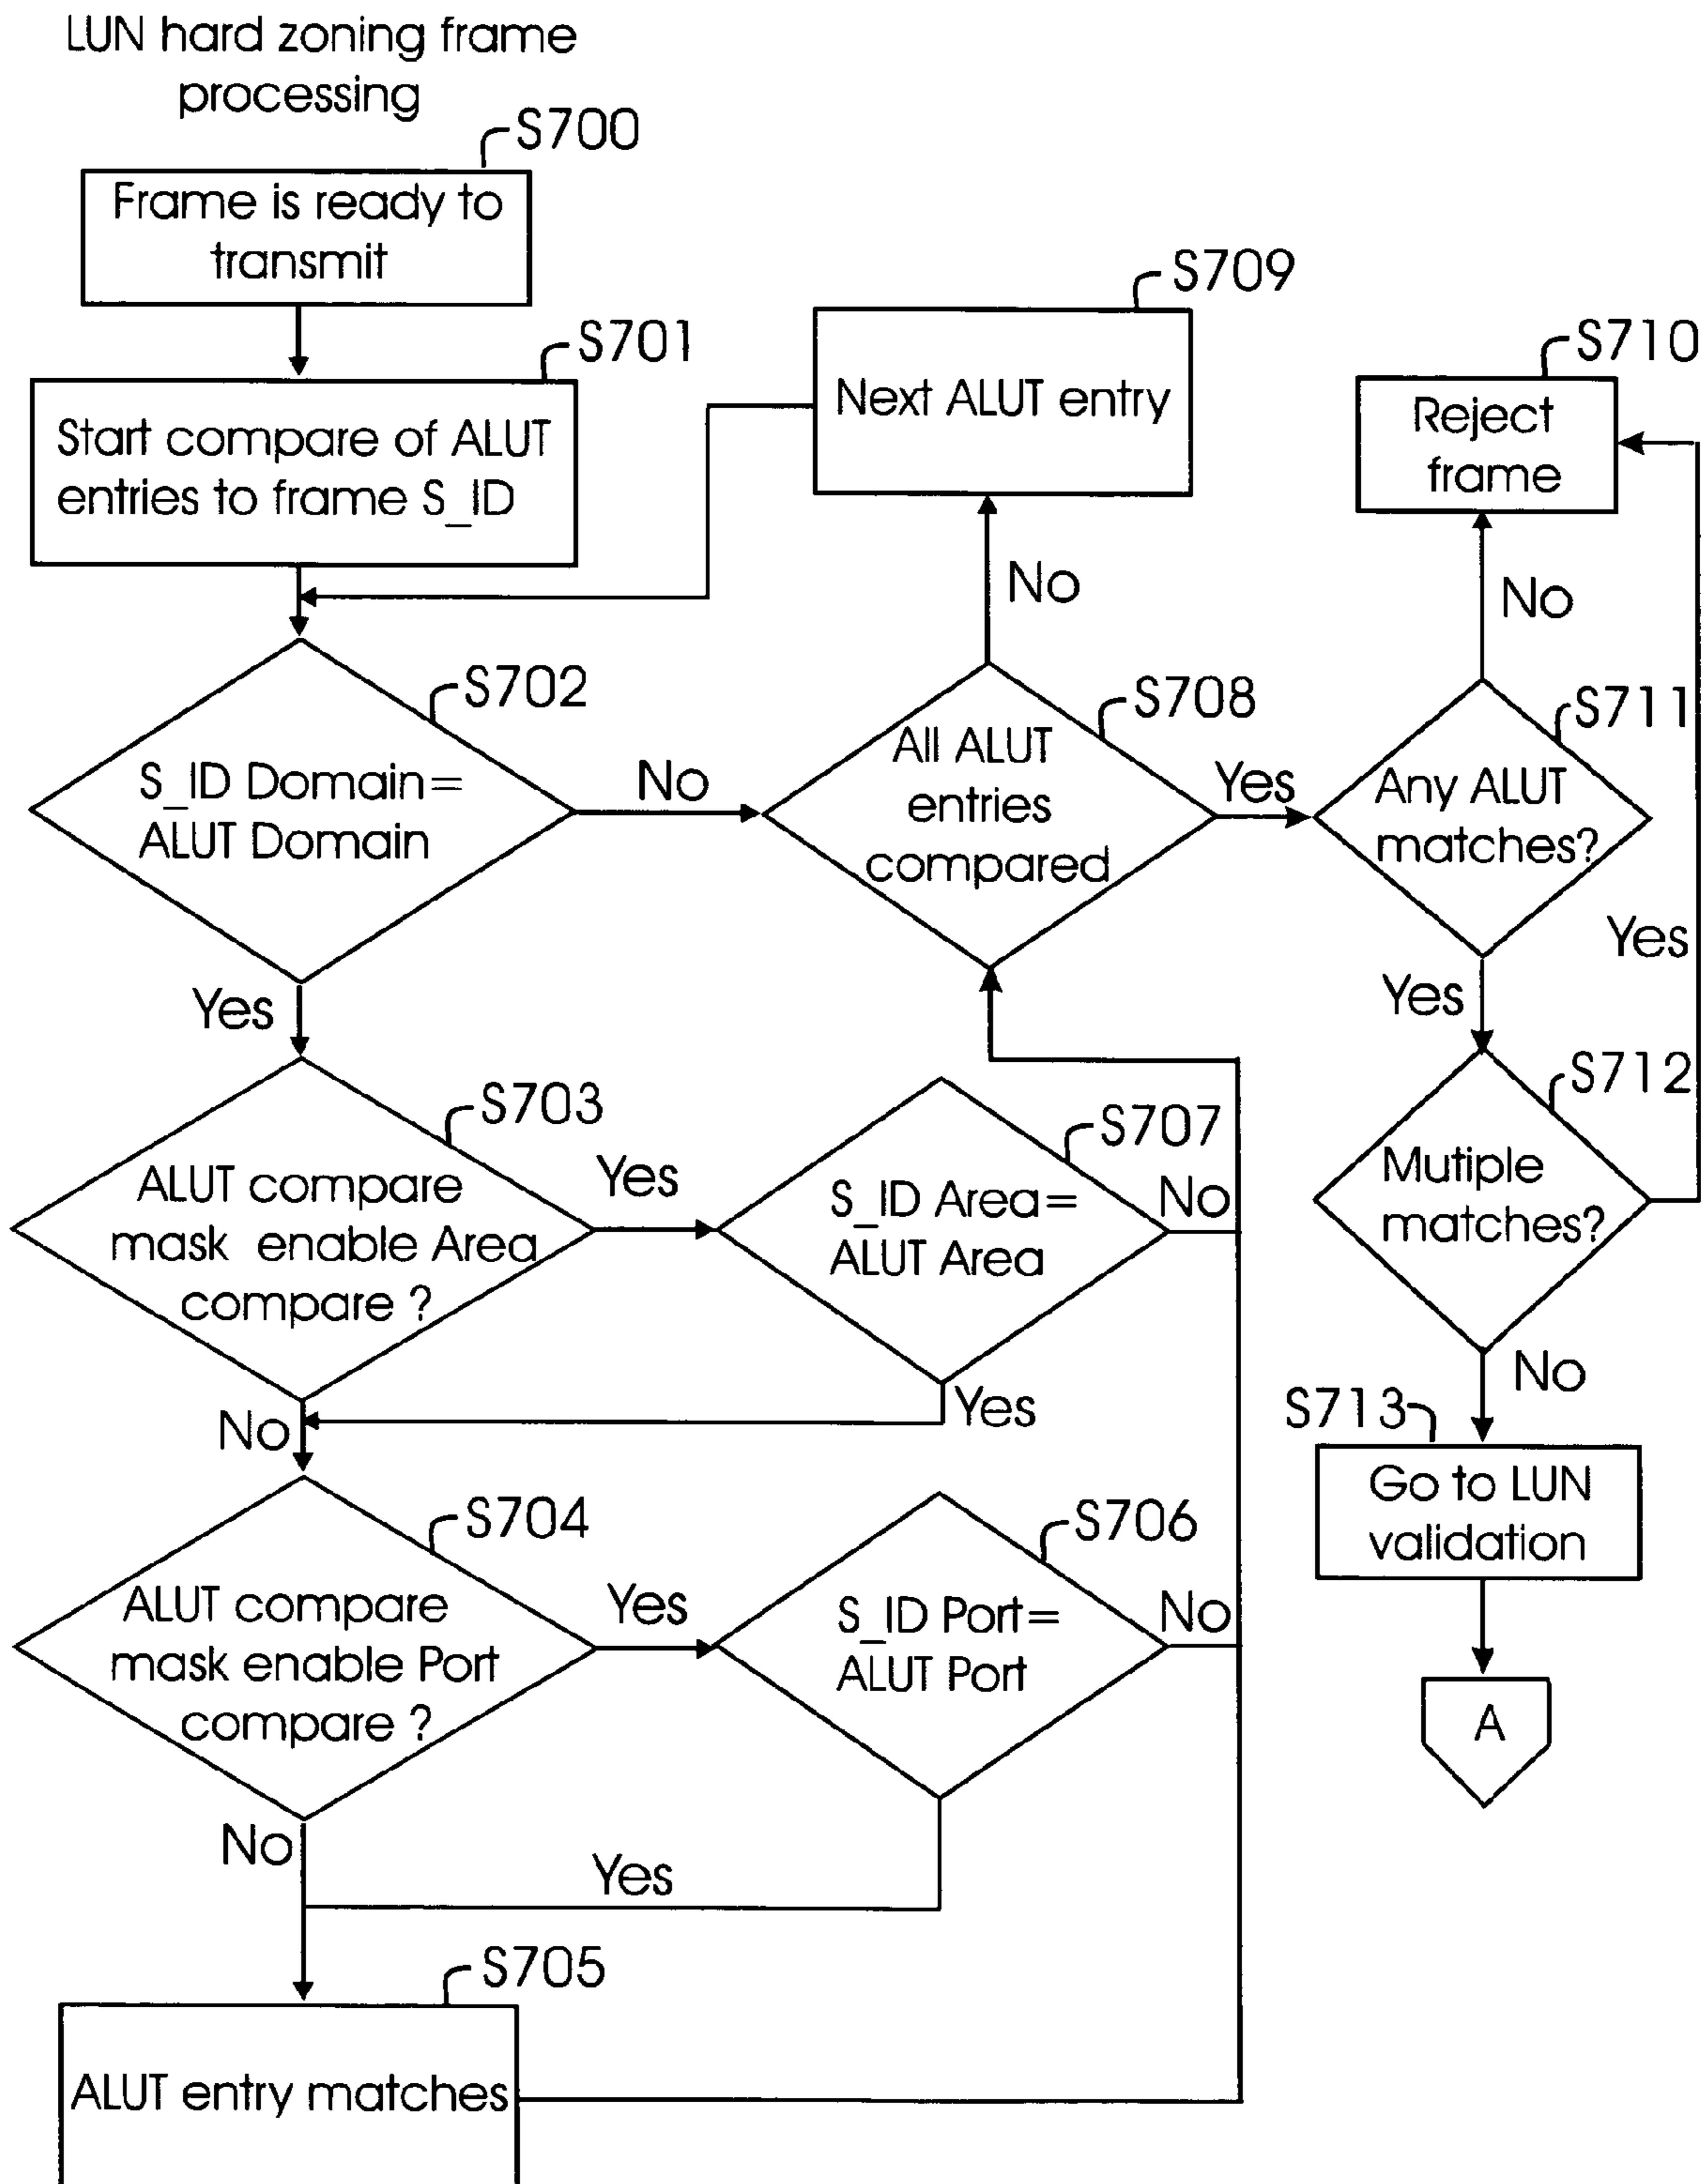 LUN hard zoning frame
processing
S700
Frame is ready to
transmit
S701
Start compare of ALUT
entries to frame S_ID
S709
Next ALUT entry
S710
Reject
frame
No
No
S702
S_ID Domain=
ALUT Domain
No
S708
All ALUT
entries
compared
Yes
S711
Any ALUT
matches?
Yes
Yes
Yes
S703
ALUT compare
mask enable Area
compare ?
Yes
S707
S_ID Area=
ALUT Area
No
S712
Mutiple
matches?
No
Yes
No
S713
Go to LUN
validation
S704
ALUT compare
mask enable Port
compare ?
Yes
S706
S_ID Port=
ALUT Port
No
A
No
Yes
S705
ALUT entry matches